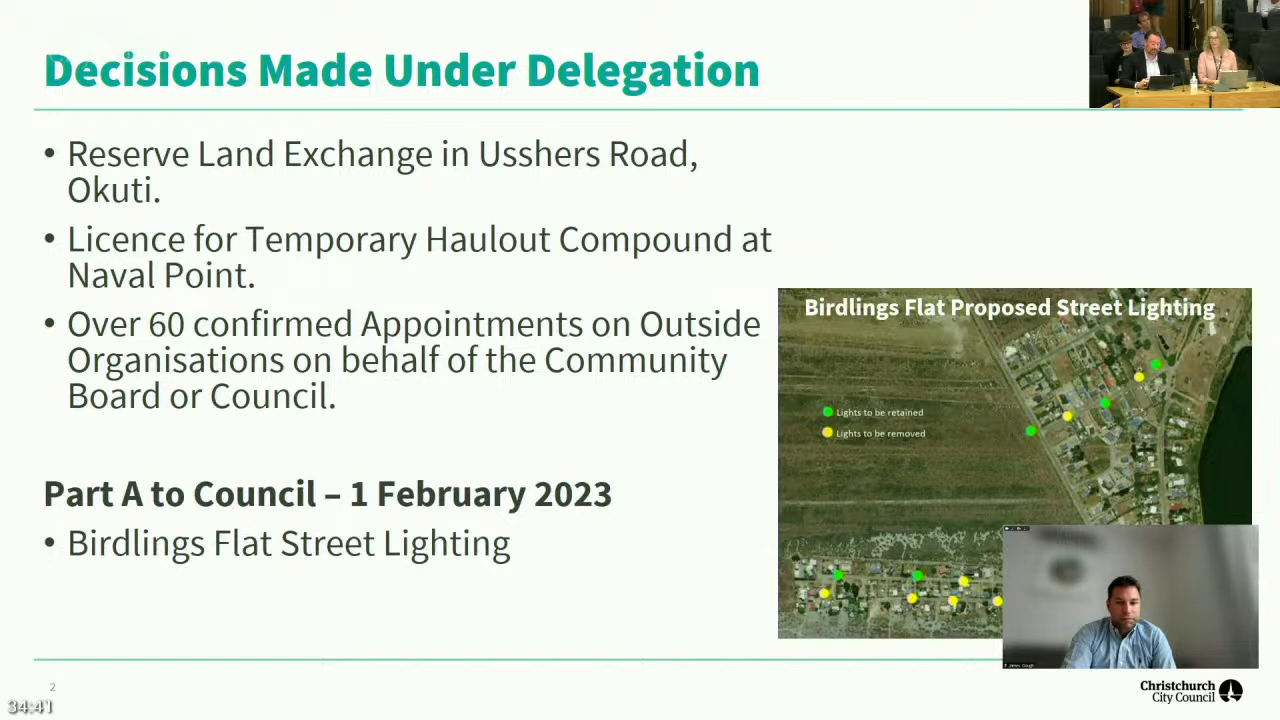 Decisions Made Under Delegation
• Reserve Land Exchange in Usshers Road,
Okuti.
• Licence for Temporary Haulout Compound at
Naval Point.
• Over 60 confirmed Appointments on Outside
Organisations on behalf of the Community
Board or Council.
Part A to Council – 1 February 2023
• Birdlings Flat Street Lighting
Birdlings Flat Proposed Street Lighting
Lights to be retained
Lights to be removed
James Gough
2
34:41
Christchurch
City Council